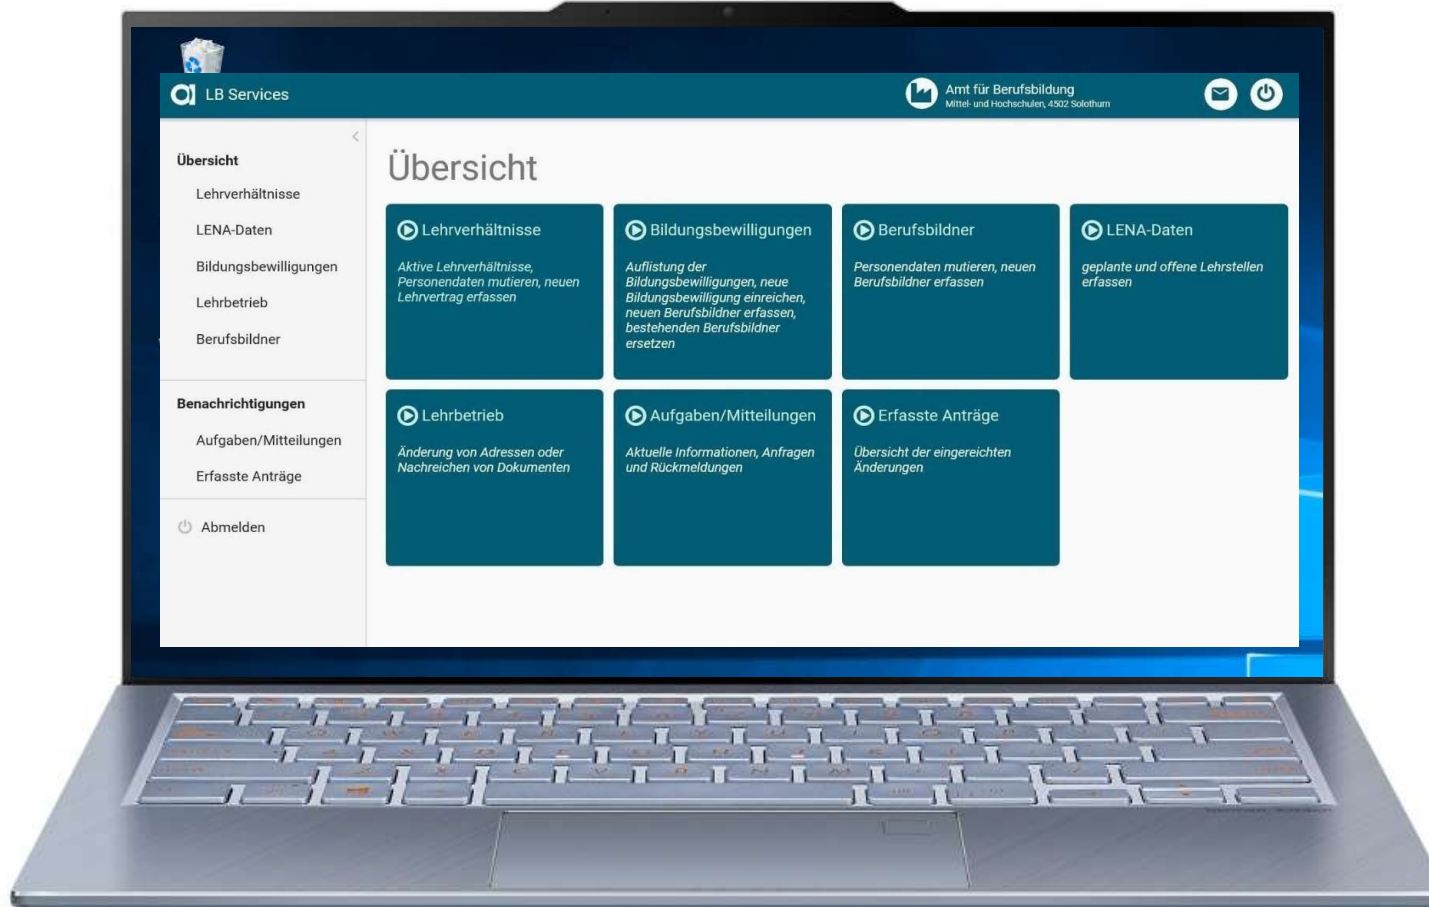 LB Services
Amt für Berufsbildung
Mittel- und Hochschulen, 4502 Solothurn
Übersicht
Lehrverhältnisse
LENA-Daten
Bildungsbewilligungen
Lehrbetrieb
Berufsbildner
Benachrichtigungen
Aufgaben/Mitteilungen
Erfasste Anträge
Abmelden
Übersicht
Lehrverhältnisse
Aktive Lehrverhältnisse,
Personendaten mutieren, neuen
Lehrvertrag erfassen
Bildungsbewilligungen
Auflistung der
Bildungsbewilligungen, neue
Bildungsbewilligung einreichen,
neuen Berufsbildner erfassen,
bestehenden Berufsbildner
ersetzen
Berufsbildner
Personendaten mutieren, neuen
Berufsbildner erfassen
LENA-Daten
geplante und offene Lehrstellen
erfassen
Lehrbetrieb
Änderung von Adressen oder
Nachreichen von Dokumenten
Aufgaben/Mitteilungen
Aktuelle Informationen, Anfragen
und Rückmeldungen
Erfasste Anträge
Übersicht der eingereichten
Änderungen